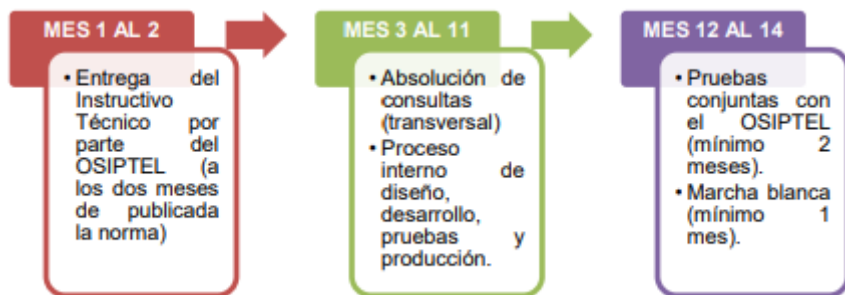 MES 1 AL 2
• Entrega del
Instructivo
Técnico por
parte del
OSIPTEL (a
los dos meses
de publicada
la norma)
MES 3 AL 11
• Absolución de
consultas
(transversal)
• Proceso
interno de
diseño,
desarrollo,
pruebas y
producción.
MES 12 AL 14
• Pruebas
conjuntas con
el OSIPTEL
(mínimo 2
meses).
• Marcha blanca
(mínimo 1
mes).